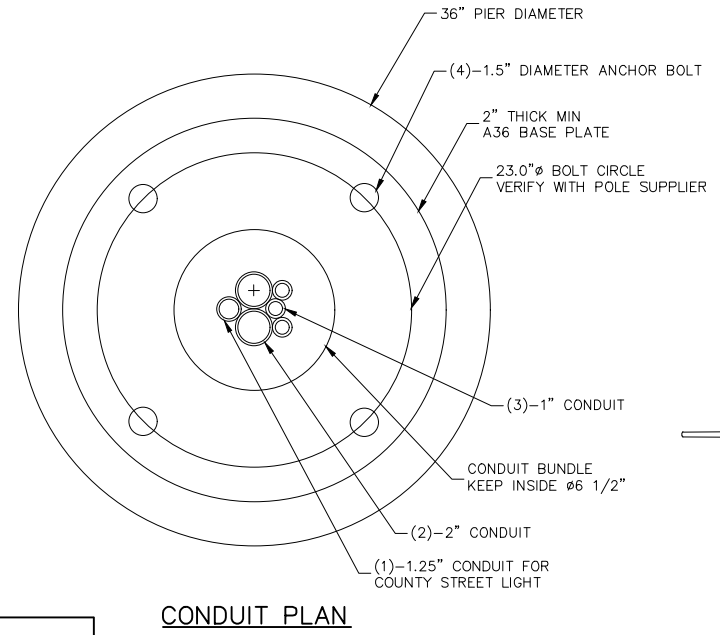 36" PIER DIAMETER
(4)-1.5" DIAMETER ANCHOR BOLT
2" THICK MIN
A36 BASE PLATE
23.0"ø BOLT CIRCLE
VERIFY WITH POLE SUPPLIER
(3)-1" CONDUIT
CONDUIT BUNDLE
KEEP INSIDE ø6 1/2"
(2)-2" CONDUIT
(1)-1.25" CONDUIT FOR
COUNTY STREET LIGHT
CONDUIT PLAN